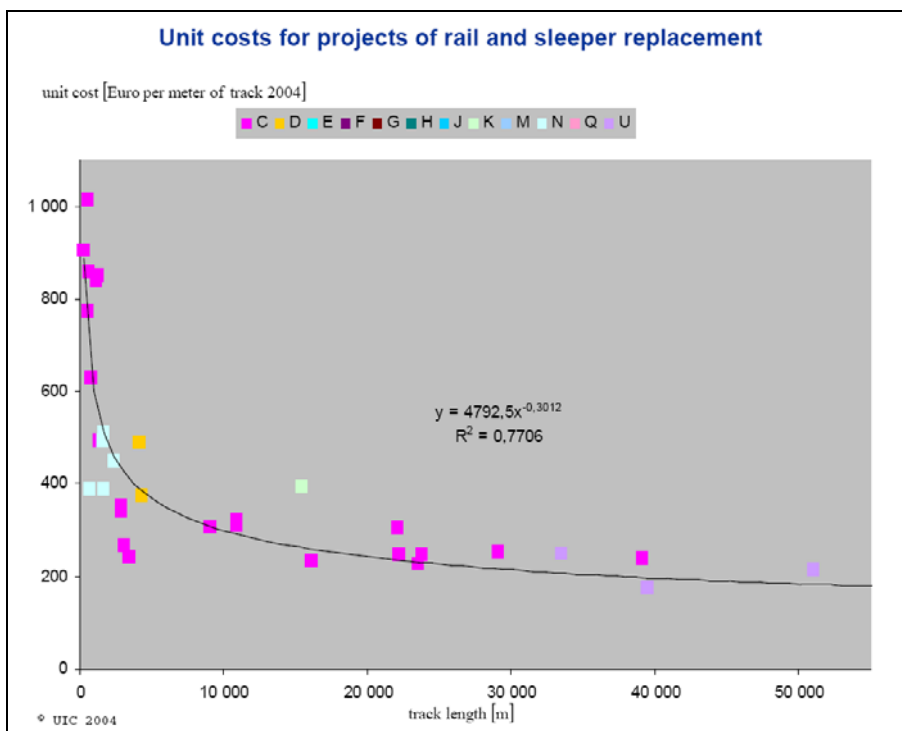 Unit costs for projects of rail and sleeper replacement
unit cost [Euro per meter of track 2004]
C D E F G H J K M N Q U
1 000
800
600
400
200
0
y = 4792,5x^-0,3012
R² = 0,7706
0 10 000 20 000 30 000 40 000 50 000
track length [m]
© UIC 2004